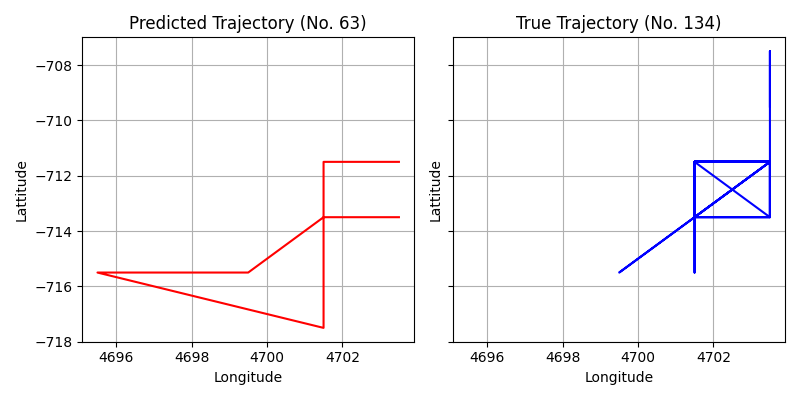 Predicted Trajectory (No. 63)
True Trajectory (No. 134)
−708
−710
−712
−714
−716
−718
Lattitude
Lattitude
4696
4698
4700
4702
4696
4698
4700
4702
Longitude
Longitude